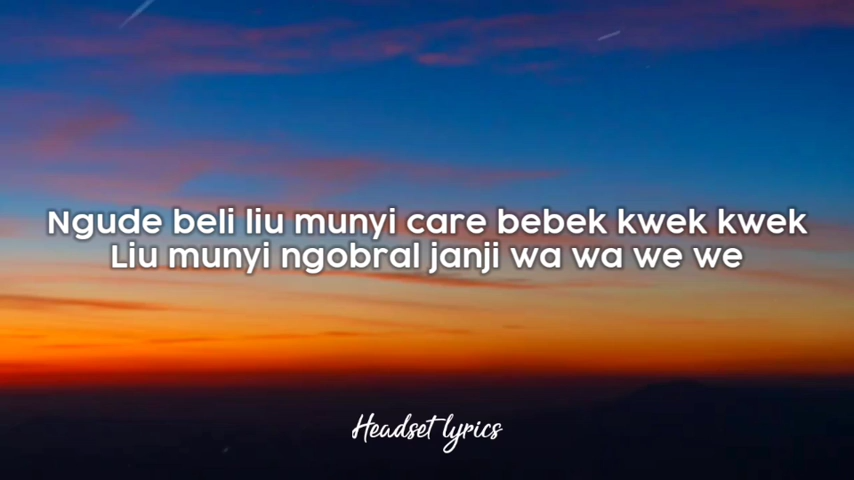 Ngude beli liu munyi care bebek kwek kwek
Liu munyi ngobral janji wa wa we we
Headset lyrics